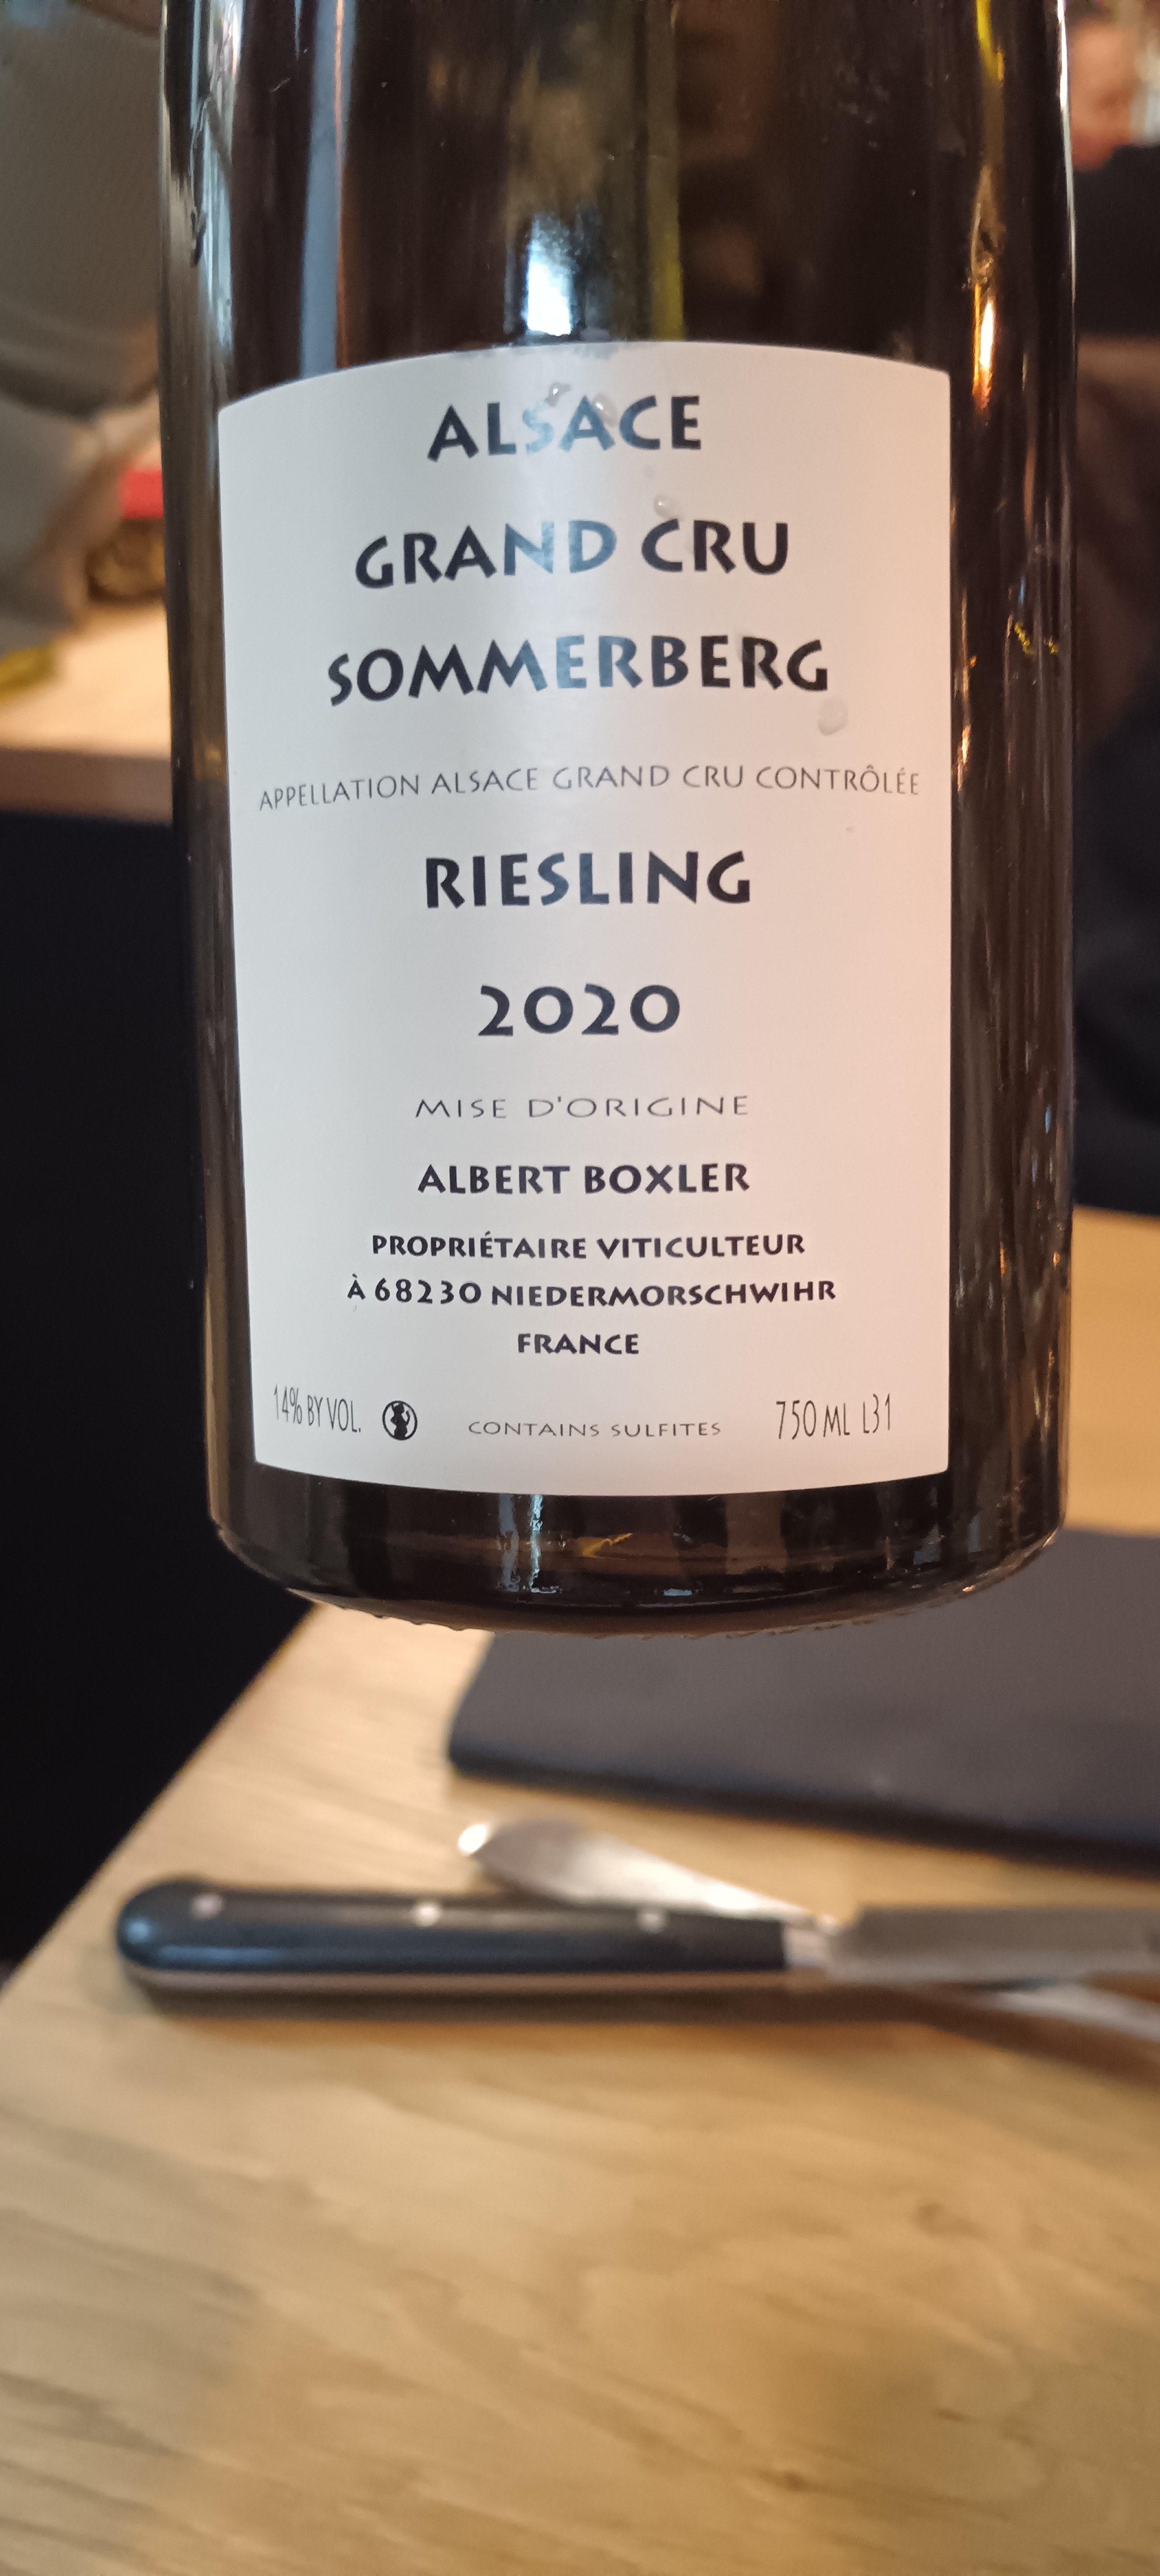 ALSACE
GRAND CRU
SOMMERBERG
APPELLATION ALSACE GRAND CRU CONTRÔLÉE
RIESLING
2020
MISE D'ORIGINE
ALBERT BOXLER
PROPRIÉTAIRE VITICULTEUR
À 68230 NIEDERMORSCHWIHR
FRANCE
14% BY VOL. CONTAINS SULFITES 750 ML L31